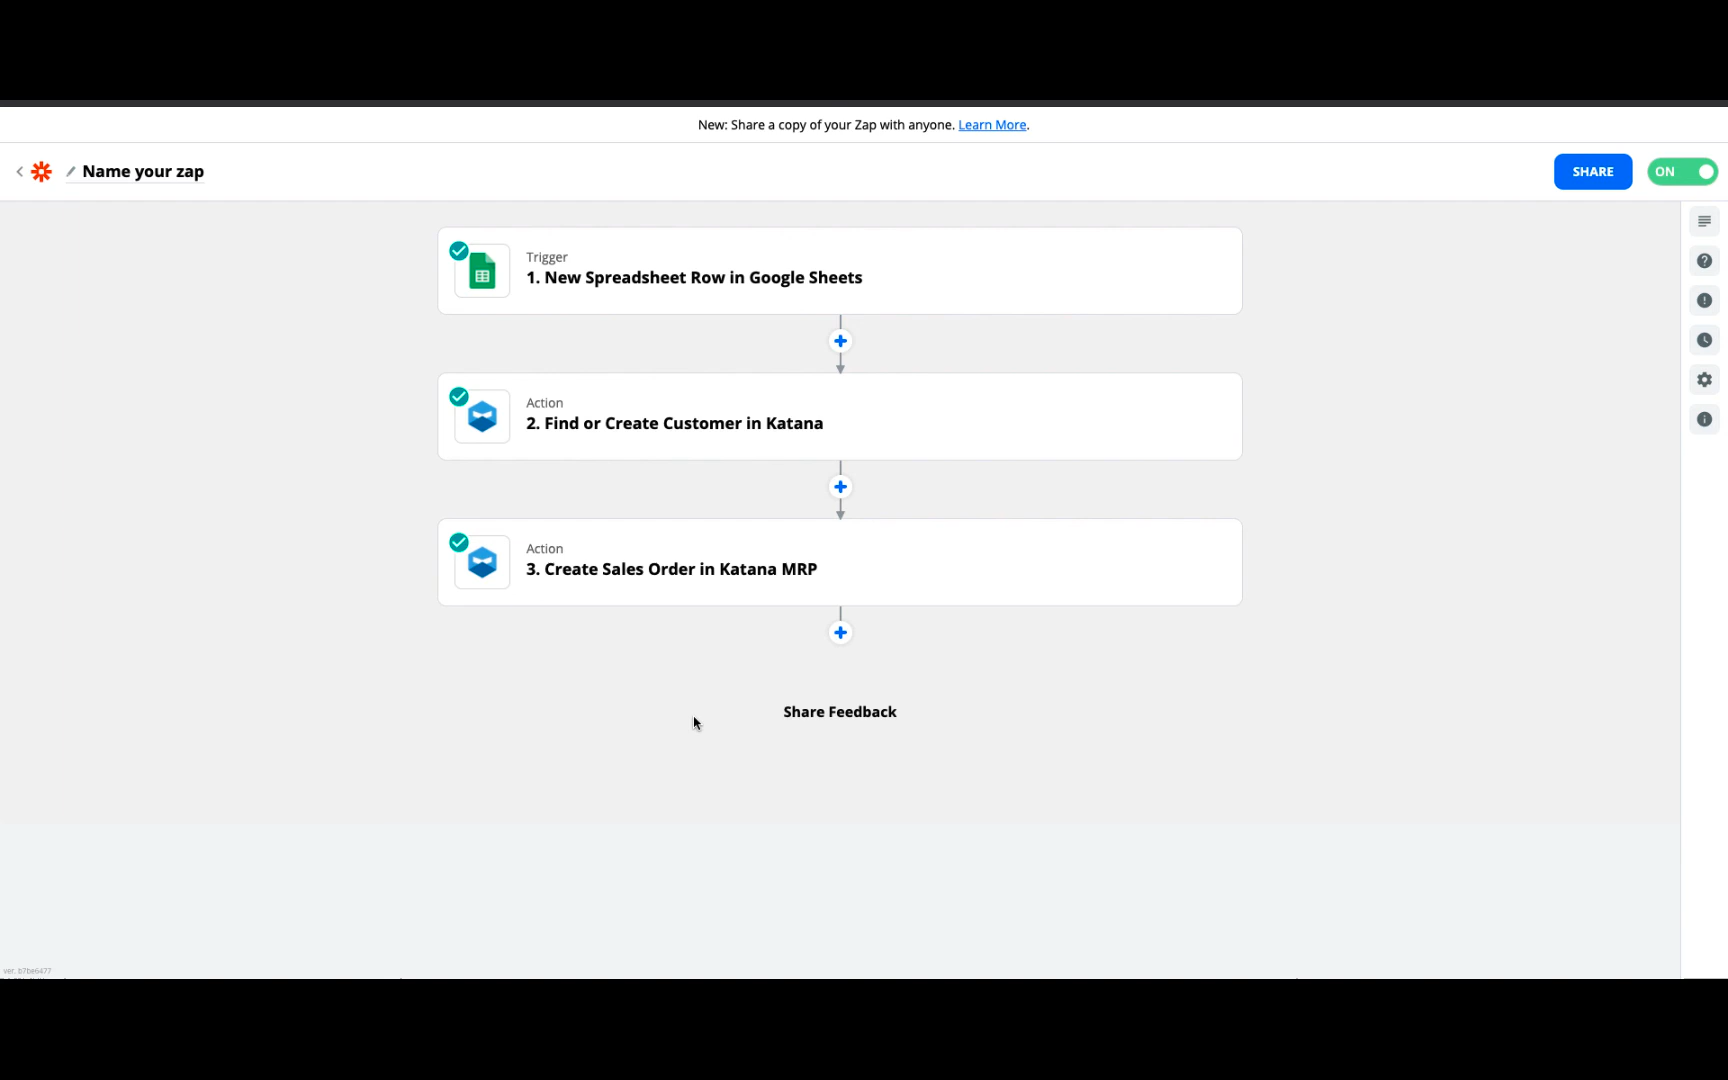 New: Share a copy of your Zap with anyone. Learn More.
Name your zap
SHARE
ON
Trigger
1. New Spreadsheet Row in Google Sheets
Action
2. Find or Create Customer in Katana
Action
3. Create Sales Order in Katana MRP
Share Feedback
ver. b7be6477